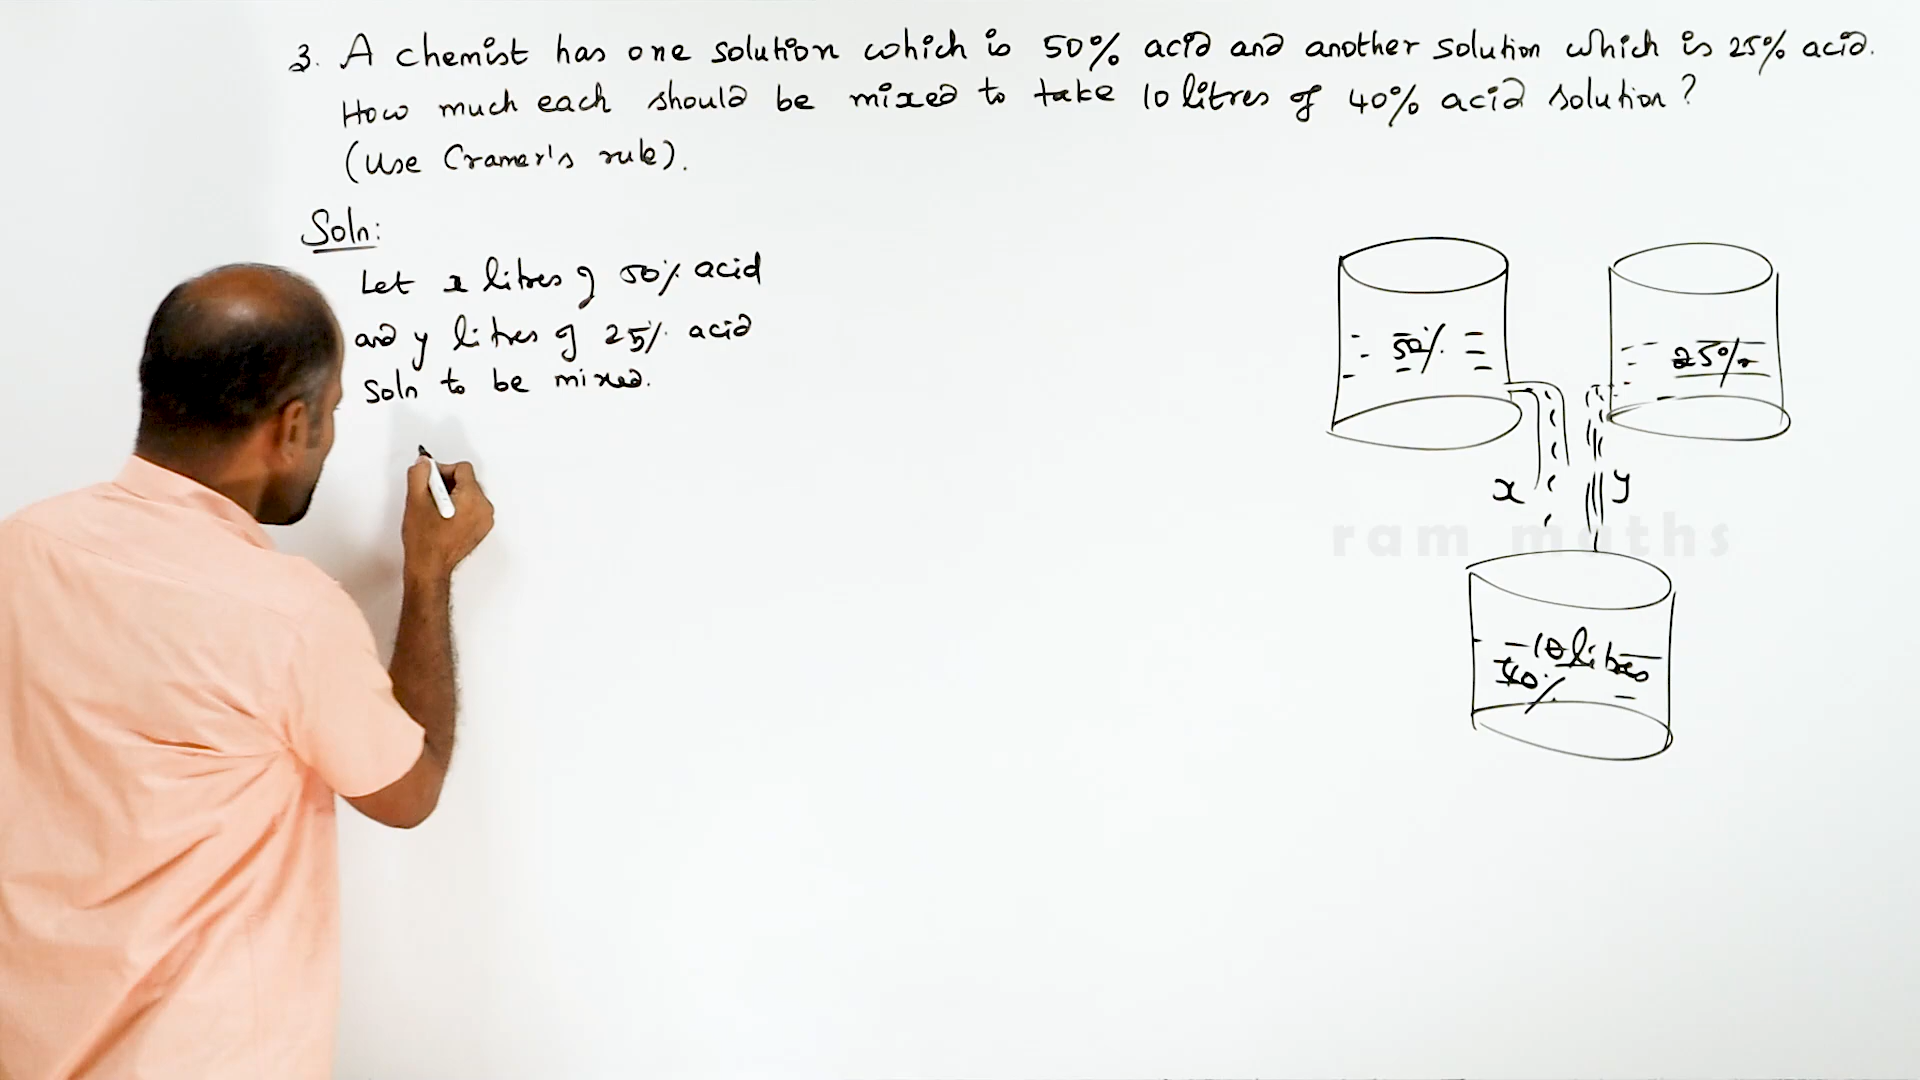 3. A chemist has one solution which is 50% acid and another solution which is 25% acid.
How much each should be mixed to take 10 litres of 40% acid solution?
(Use Cramer's rule).
Soln:
Let x litres of 50% acid
and y litres of 25% acid
soln to be mixed.
50%
25%
x
y
ram maths
10 litres
40%